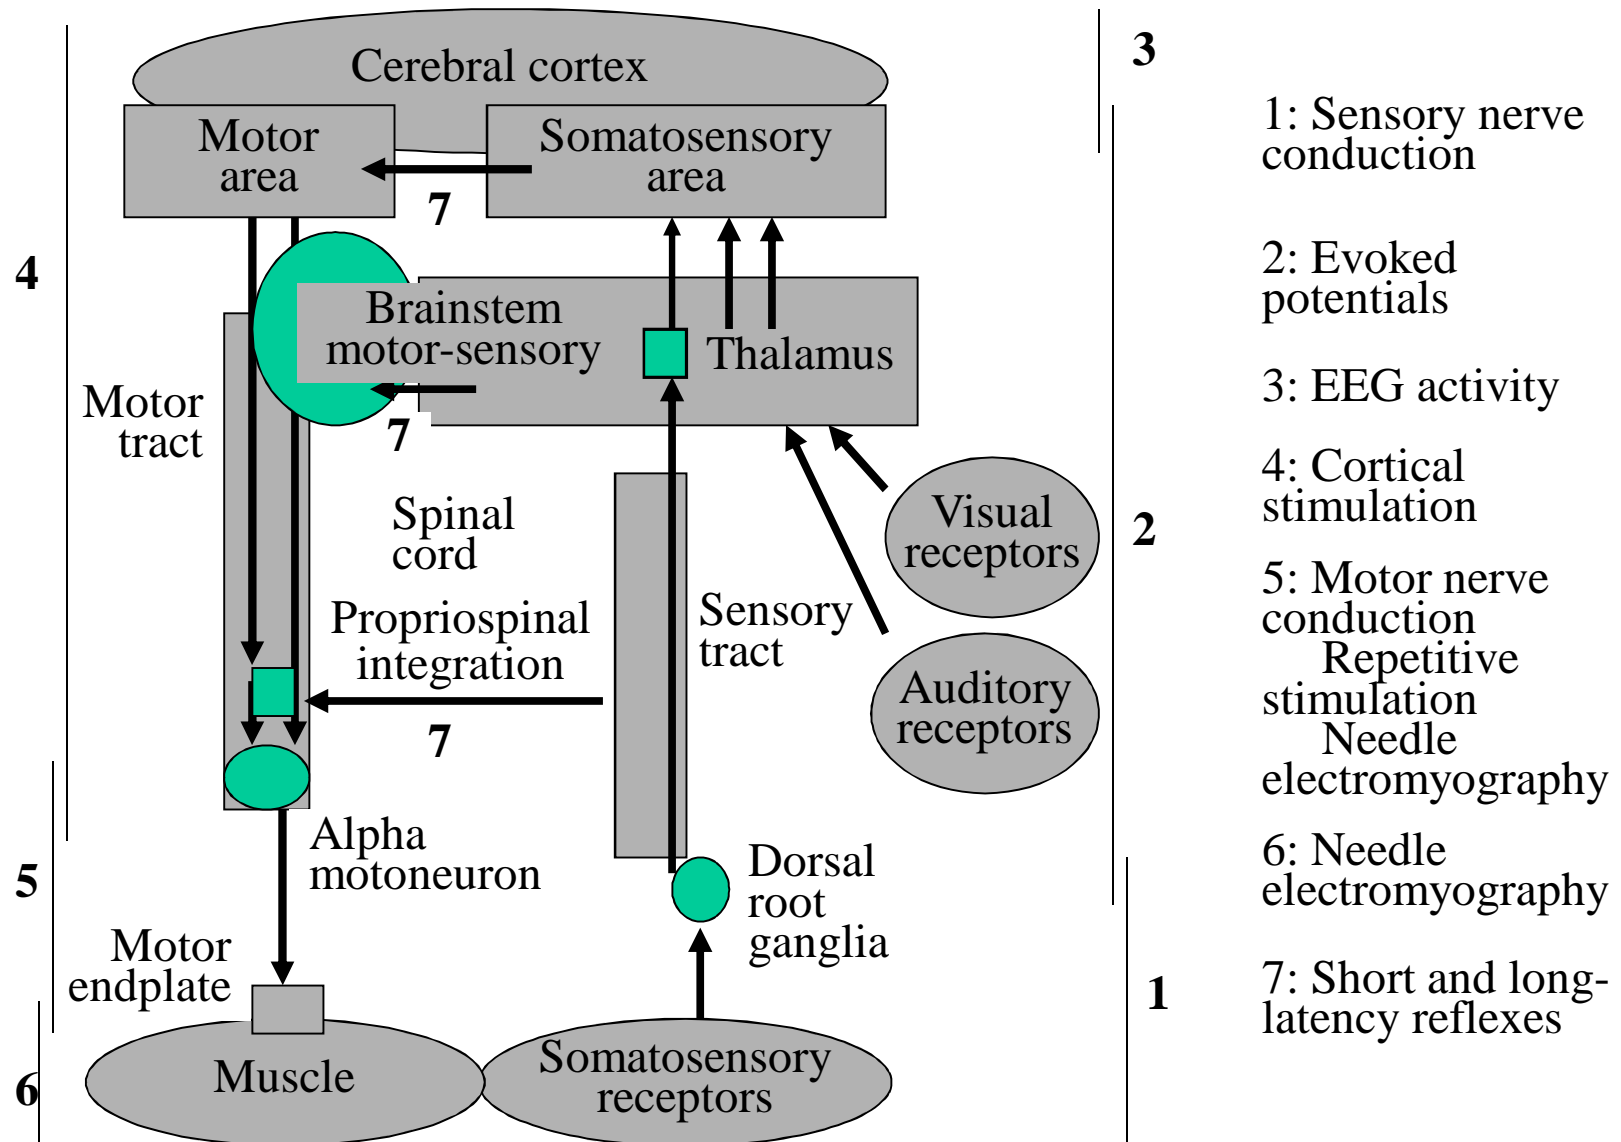 Cerebral cortex
3
Motor
area
Somatosensory
area
7
4
Brainstem
motor-sensory
Thalamus
7
Motor
tract
Spinal
cord
Visual
receptors
2
Propriospinal
integration
7
Sensory
tract
Auditory
receptors
Alpha
motoneuron
5
Dorsal
root
ganglia
Motor
endplate
1
6
Muscle
Somatosensory
receptors
1: Sensory nerve
conduction
2: Evoked
potentials
3: EEG activity
4: Cortical
stimulation
5: Motor nerve
conduction
Repetitive
stimulation
Needle
electromyography
6: Needle
electromyography
7: Short and long-
latency reflexes